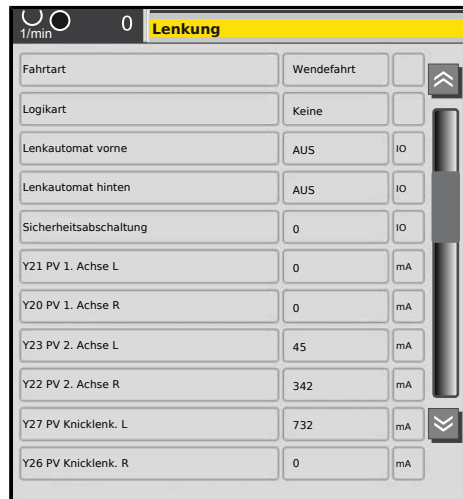 1/min 0 Lenkung
Fahrtart Wendefahrt
Logikart Keine
Lenkautomat vorne AUS IO
Lenkautomat hinten AUS IO
Sicherheitsabschaltung 0 IO
Y21 PV 1. Achse L 0 mA
Y20 PV 1. Achse R 0 mA
Y23 PV 2. Achse L 45 mA
Y22 PV 2. Achse R 342 mA
Y27 PV Knicklenk. L 732 mA
Y26 PV Knicklenk. R 0 mA